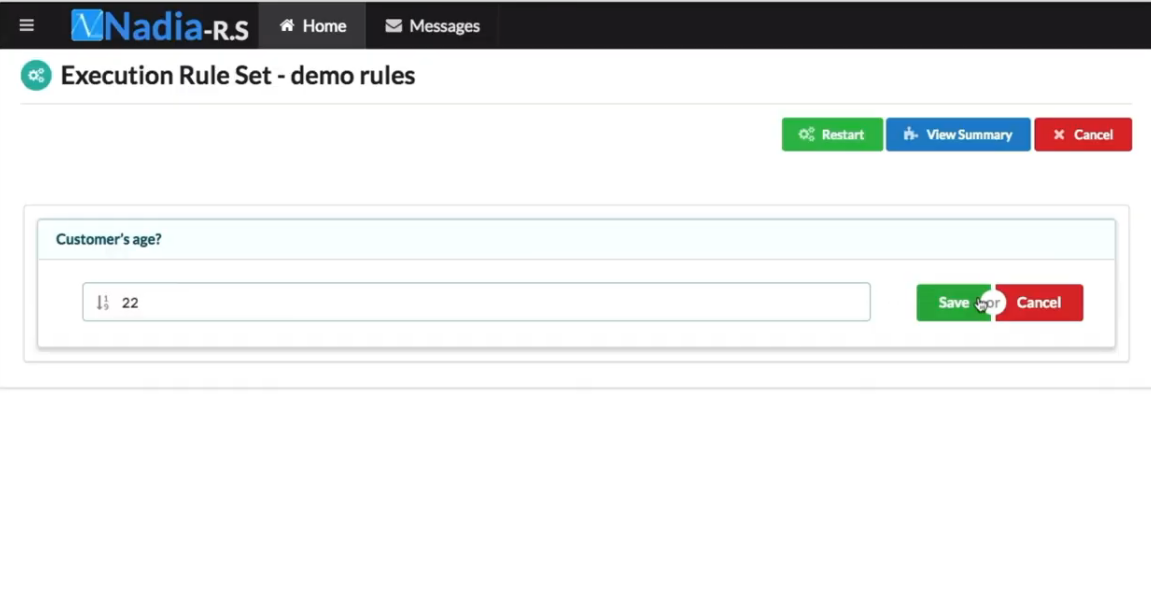 Nadia-R.S Home Messages
Execution Rule Set - demo rules
Restart View Summary Cancel
Customer's age?
22 Save or Cancel